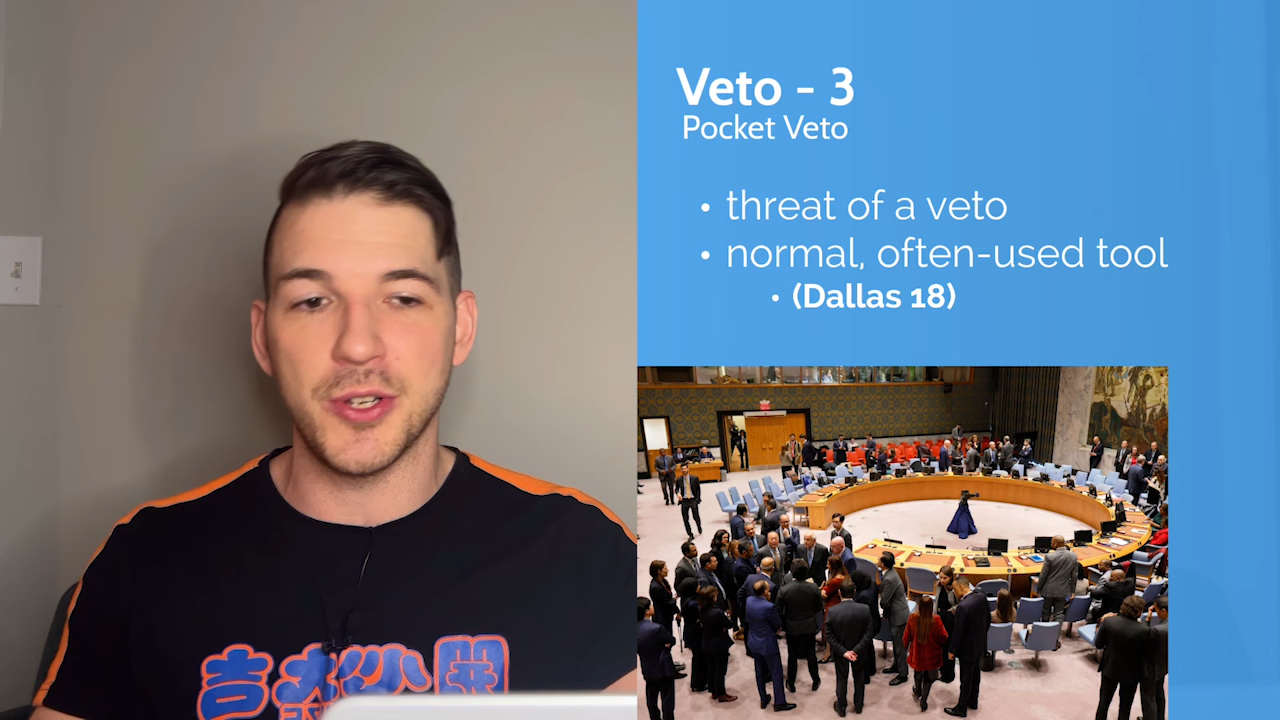 Veto - 3
Pocket Veto
• threat of a veto
• normal, often-used tool
• (Dallas 18)